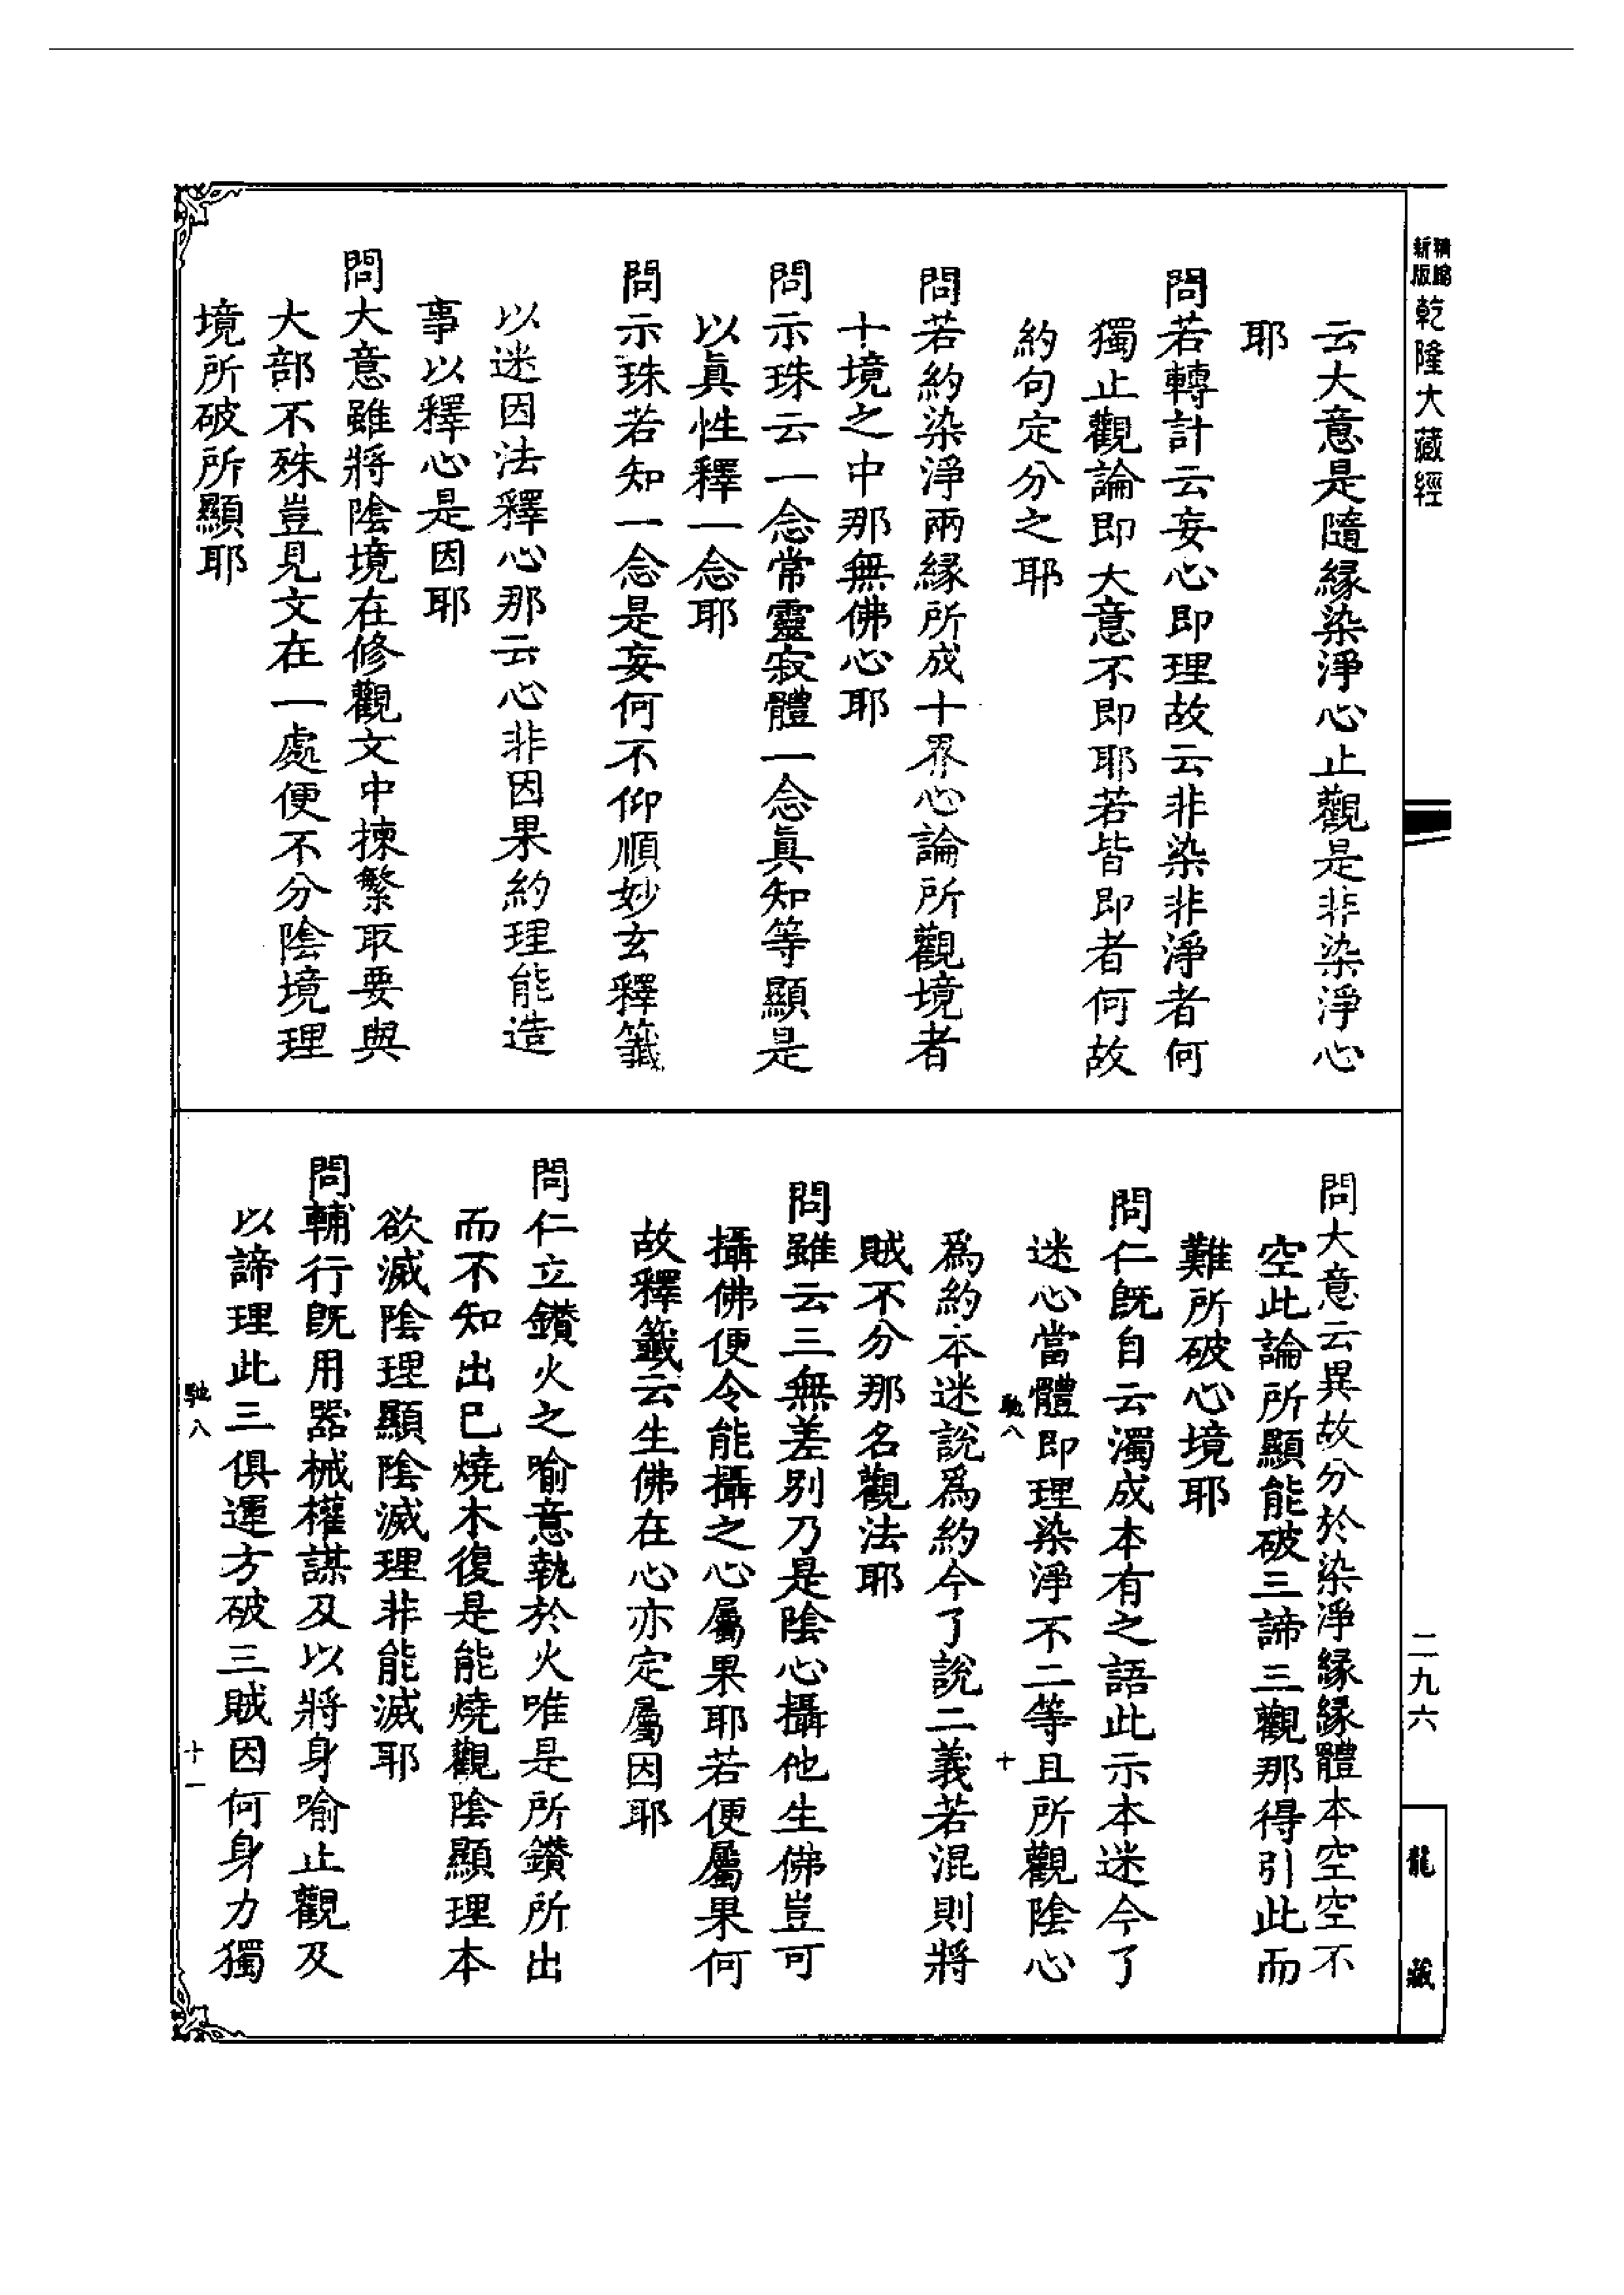 精縮
新版
乾隆大藏經
云大意是隨緣染淨心止觀是非染淨心
耶
問若轉計云妄心即理故云非染非淨者何
獨止觀論即大意不即耶若皆即者何故
約句定分之耶
問若約染淨兩緣所成十界心論所觀境者
十境之中那無佛心耶
問示珠云一念常靈寂體一念眞知等顯是
以眞性釋一念耶
問示珠若知一念是妄何不仰順妙玄釋籤
以迷因法釋心那云心非因果約理能造
事以釋心是因耶
問大意雖將陰境在修觀文中揀繁取要與
大部不殊豈見文在一處便不分陰境理
境所破所顯耶
問大意云異故分於染淨緣緣體本空空不
空此論所顯能破三諦三觀那得引此而
難所破心境耶
問仁既自云濁成本有之語此示本迷今了
迷心當體即理染淨不二等且所觀陰心
馳八
十
爲約本迷說爲約今了說二義若混則將
賊不分那名觀法耶
問雖云三無差別乃是陰心攝他生佛豈可
攝佛便令能攝之心屬果耶若便屬果何
故釋籤云生佛在心亦定屬因耶
問仁立鑽火之喻意執於火唯是所鑽所出
而不知出已燒木復是能燒觀陰顯理本
欲滅陰理顯陰滅理非能滅耶
問輔行既用器械權謀及以將身喻止觀及
以諦理此三俱運方破三賊因何身力獨
馳八
十一
二九六
龍藏